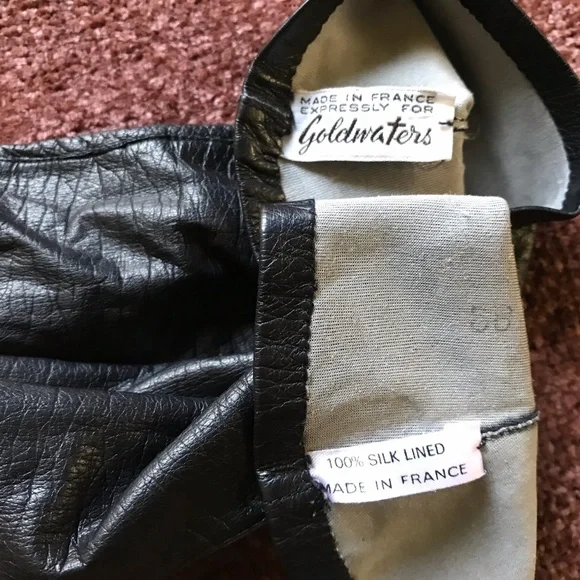 MADE IN FRANCE
EXPRESSLY FOR
Goldwaters
100% SILK LINED
MADE IN FRANCE